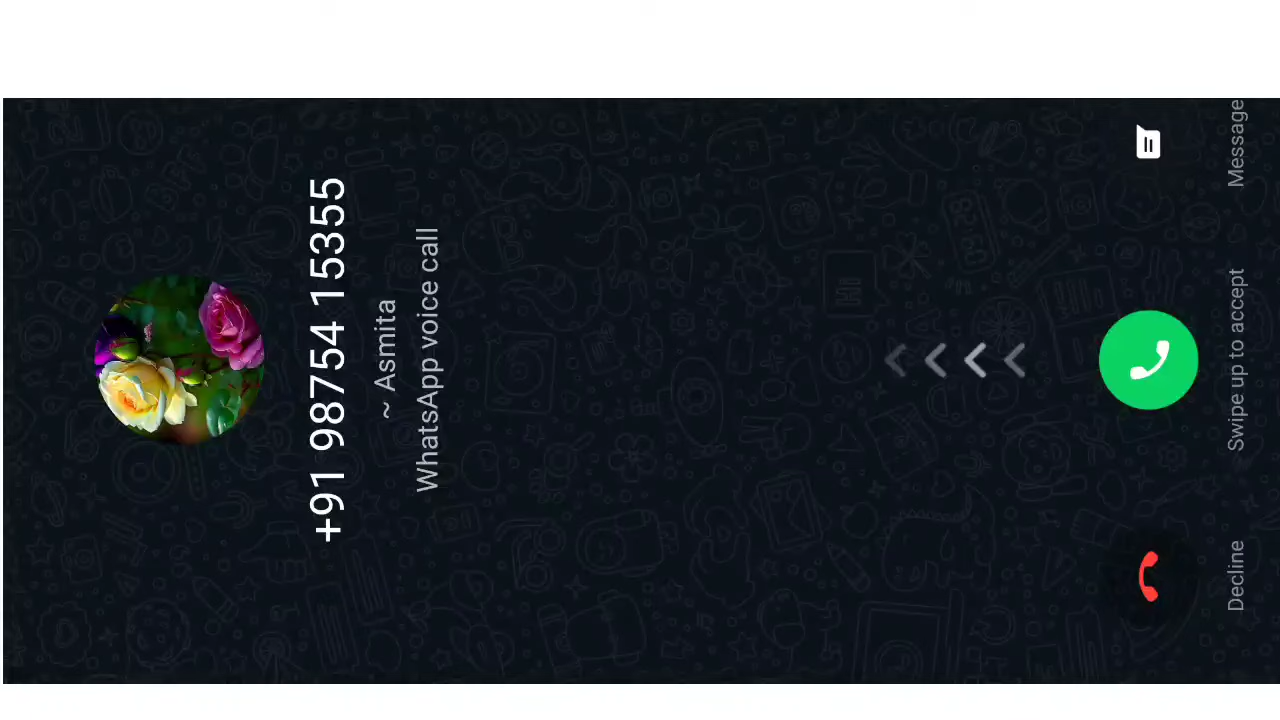 +91 98754 15355
~ Asmita
WhatsApp voice call
Decline
Swipe up to accept
Message